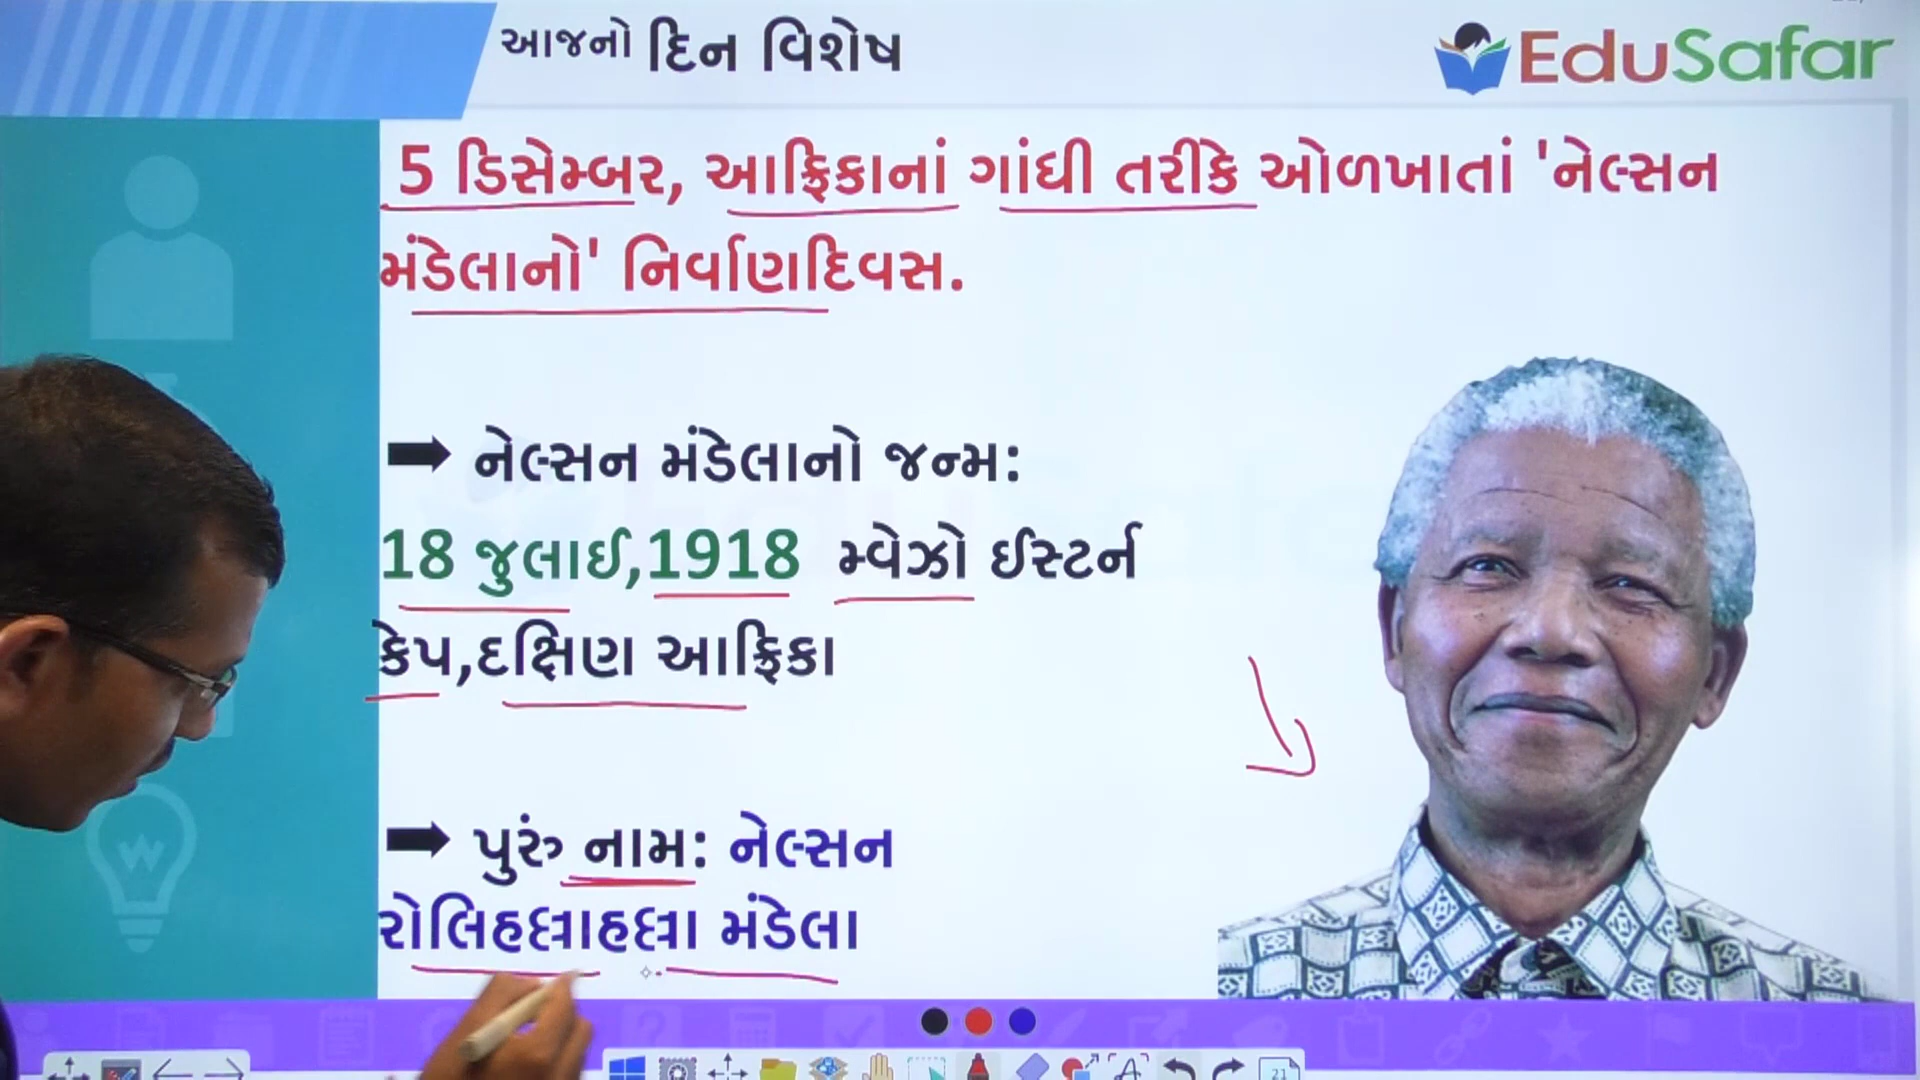 આજનો દિન વિશેષ
EduSafar
5 ડિસેમ્બર, આફ્રિકાનાં ગાંધી તરીકે ઓળખાતાં 'નેલ્સન
મંડેલાનો' નિર્વાણદિવસ.
➡ નેલ્સન મંડેલાનો જન્મ:
18 જુલાઈ,1918 મ્વેઝો ઈસ્ટર્ન
કેપ,દક્ષિણ આફ્રિકા
➡ પુરું નામ: નેલ્સન
રોલિહલ્લાહલ્લા મંડેલા
21